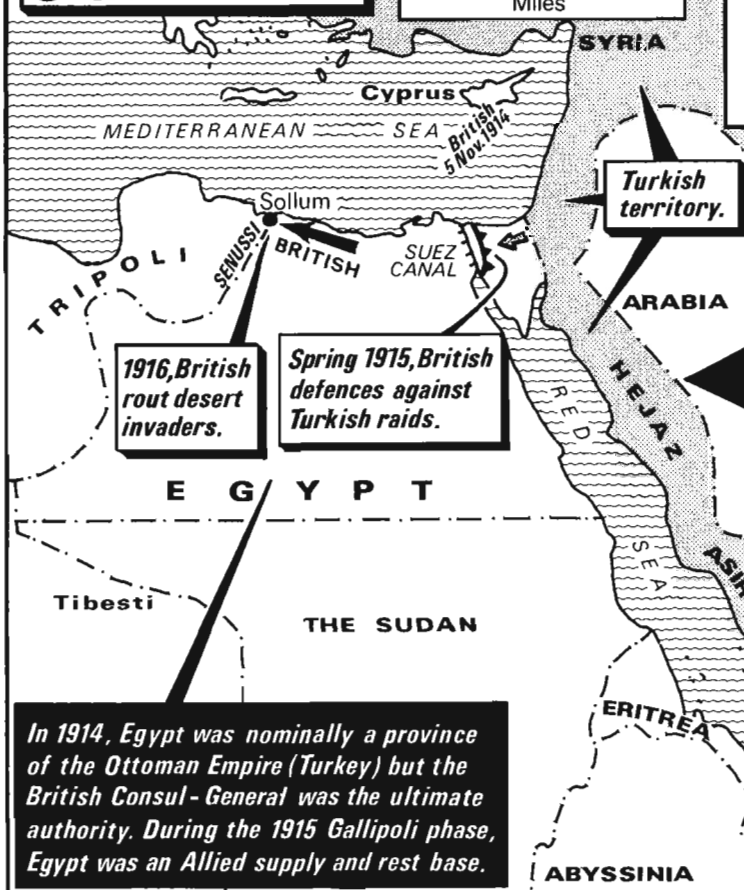 Miles
SYRIA
Cyprus
MEDITERRANEAN SEA
British
5 Nov. 1914
Turkish
territory.
Sollum
SENUSSI
BRITISH
SUEZ
CANAL
TRIPOLI
ARABIA
1916, British
rout desert
invaders.
Spring 1915, British
defences against
Turkish raids.
HEJAZ
RED
SEA
EGYPT
ASIR
Tibesti
THE SUDAN
ERITREA
In 1914, Egypt was nominally a province
of the Ottoman Empire (Turkey) but the
British Consul-General was the ultimate
authority. During the 1915 Gallipoli phase,
Egypt was an Allied supply and rest base.
ABYSSINIA